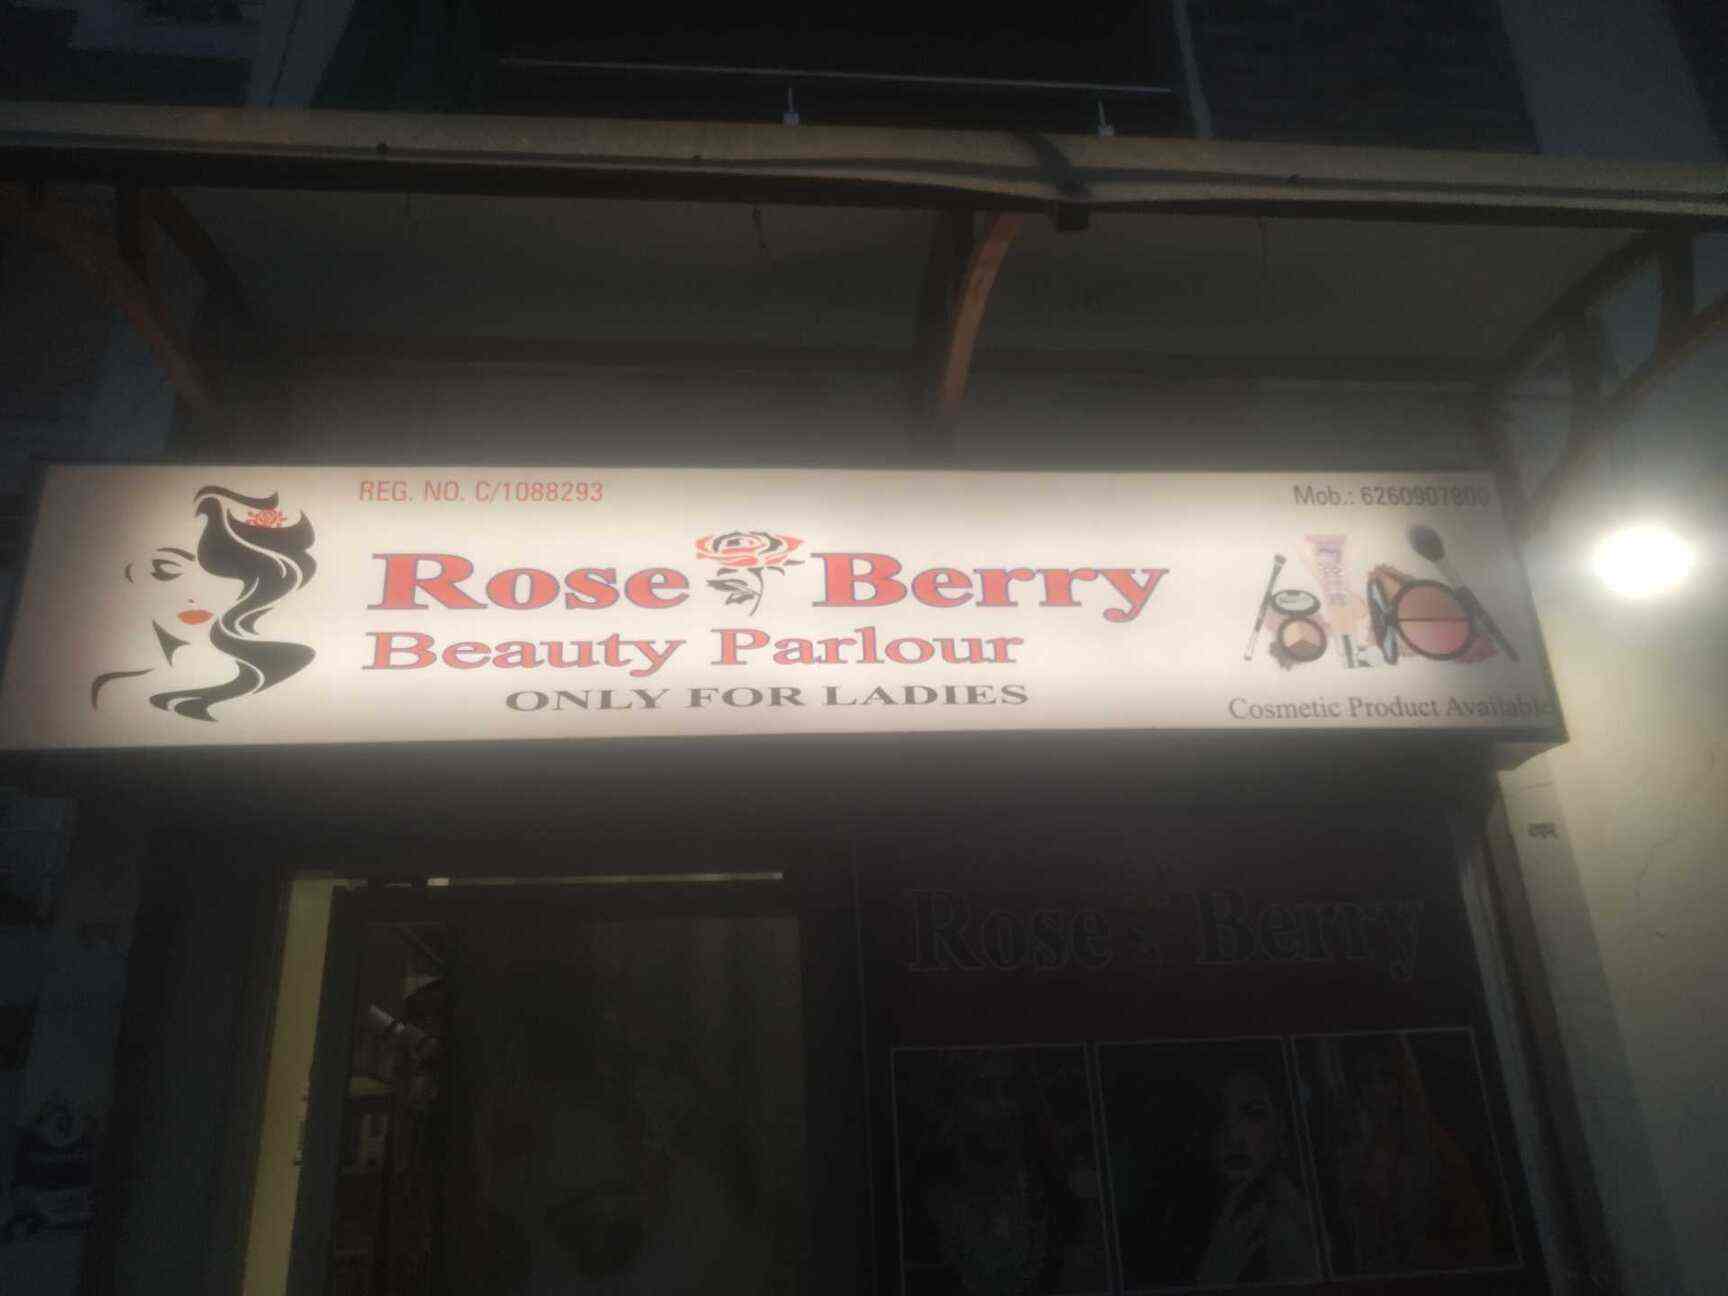 REG. NO. C/1088293
Mob.: 6260907800
Rose Berry
Beauty Parlour
ONLY FOR LADIES
Cosmetic Product Available
Rose Berry